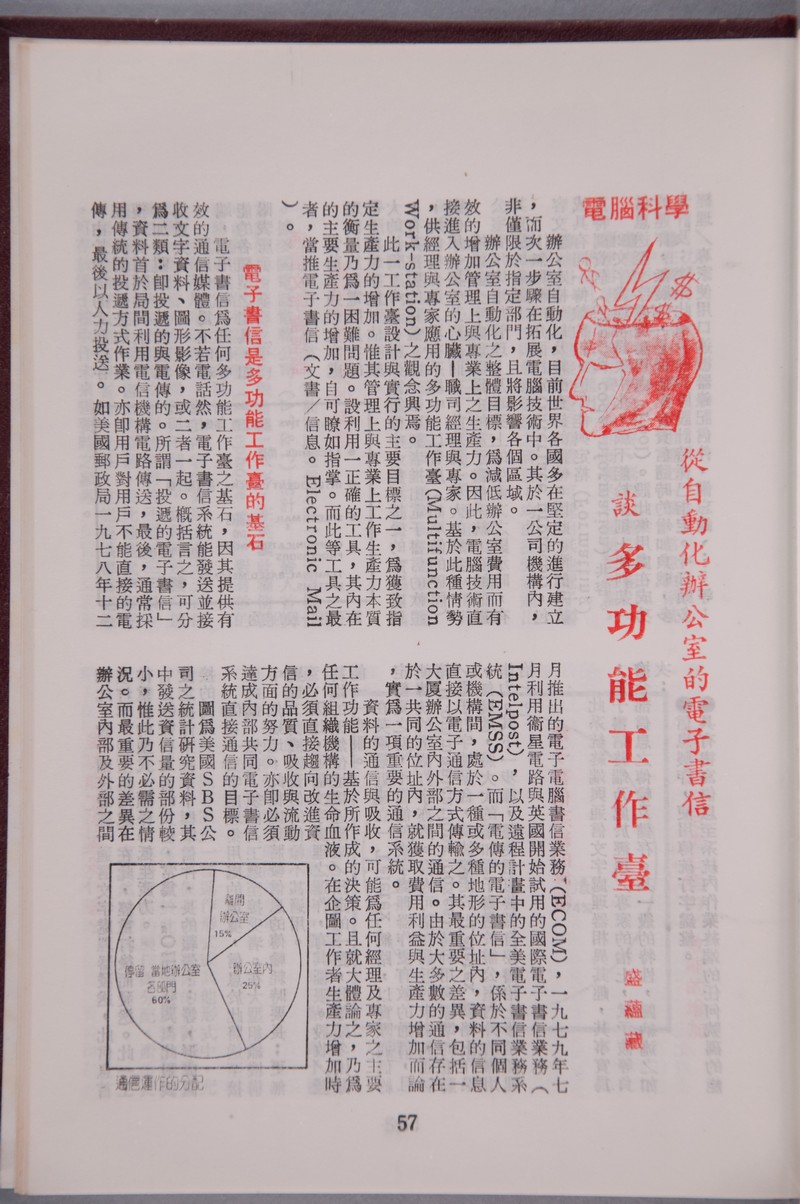 電腦科學
從自動化辦公室的電子書信
談多功能工作臺
盛蘊藏
辦公室自動化，目前世界各國多在堅定的進行建立
，而次一步驟在拓展電腦技術中。其於一公司機構內，
非僅限於指定部門，且將影響各個區域。
辦公室自動化之整體目標，爲減低辦公室費用而有
效的增加管理上與專業上之生產力。因此，電腦技術直
接進入辦公室的心臟—職司經理與專家。基於此種情勢
，供經理與專家應用的多功能工作臺(Multifunction
Work-station)之觀念興焉。
此一工作臺設計與實行的主要目標之一，爲獲致指
定生產力的增加。惟其管理上與專業上工作生產力本質
的衡量乃爲一困難問題。設利用一正確的工具，其內在
的主要生產力的增加，自可瞭如指掌。而此等工具之最
者，當推電子書信（文書／信息。Electronic Mail
）。
電子書信是多功能工作臺的基石
電子書信爲任何多功能工作臺之基石，因其提供有
效的通信媒體。不若電話然，電子書信系統能發送並接
收文字資料、圖形影像，或二者一起。概括言之，可分
爲二類：卽投遞的與電傳的。所謂「投遞的電子書信」
，資料首於局間利用電信機構電路傳送，最後，通常採
用傳統的投遞方式作業。亦卽用戶對用戶不能直接的電
傳，最後以人力投送。如美國郵政局一九七八年十二
月推出的電子電腦書信業務（ECOM），一九七九年七
月利用衞星電路與英國開始試用的國際電子書信業務（
Intelpost），以及遠程計畫中的全美電子書信業務系
統（EMSS）。而「電傳的電子書信」，係於不同個人
或機構間，處於一種或多種地形的位址內，資料的信息
直接以電子通信方式傳輸之。其最重要之差異，包括一
大厦辦公室內外部之間的通信。由於大多數的通信存在
於一共同的位址內，就獲取費用利益與生產力增加而論
，實爲一項重要的通信系統。
資料的通信與吸收，可能爲任何經理及專家之主要
工作功能——基於所作成的決策。且就大體論之，乃爲
任何組織機構的生命血液。在企圖工作者生產力增加時
，必須直接趨向改進資
信的品質、吸收與流動
方面的努力。亦卽必須
達成內部共同電子書信
系統直接通信的目標。
圖爲美國SBS公
司之統計硏究資料，其
中發送資信量的部份較
小，惟此乃不必需之情
況。而最重要的差異在
辦公室內部及外部之間
離開
辦公室
15%
辦公室內
25%
停留 當地辦公室
各部門
60%
通信運作的分配
57